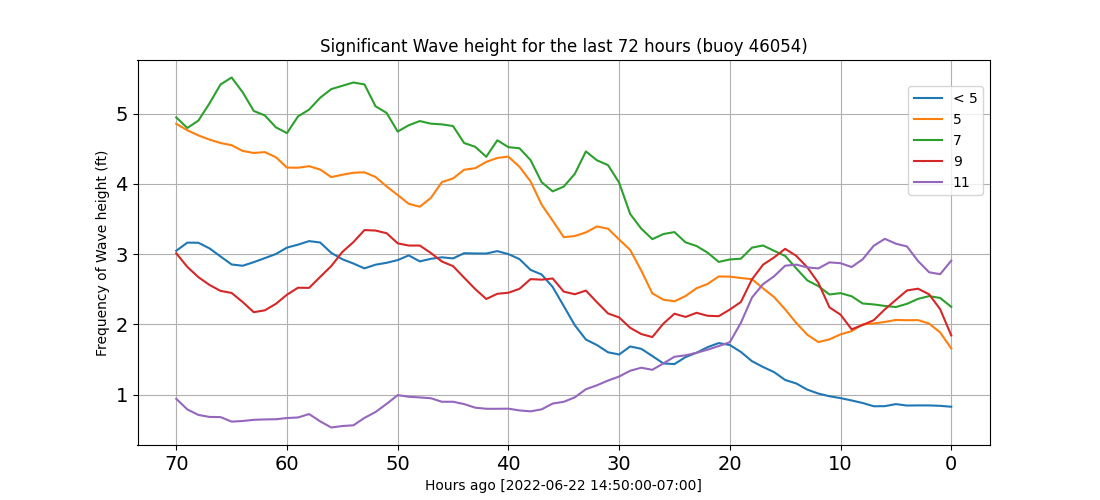 Significant Wave height for the last 72 hours (buoy 46054)
Frequency of Wave height (ft)
5
4
3
2
1
< 5
5
7
9
11
70 60 50 40 30 20 10 0
Hours ago [2022-06-22 14:50:00-07:00]